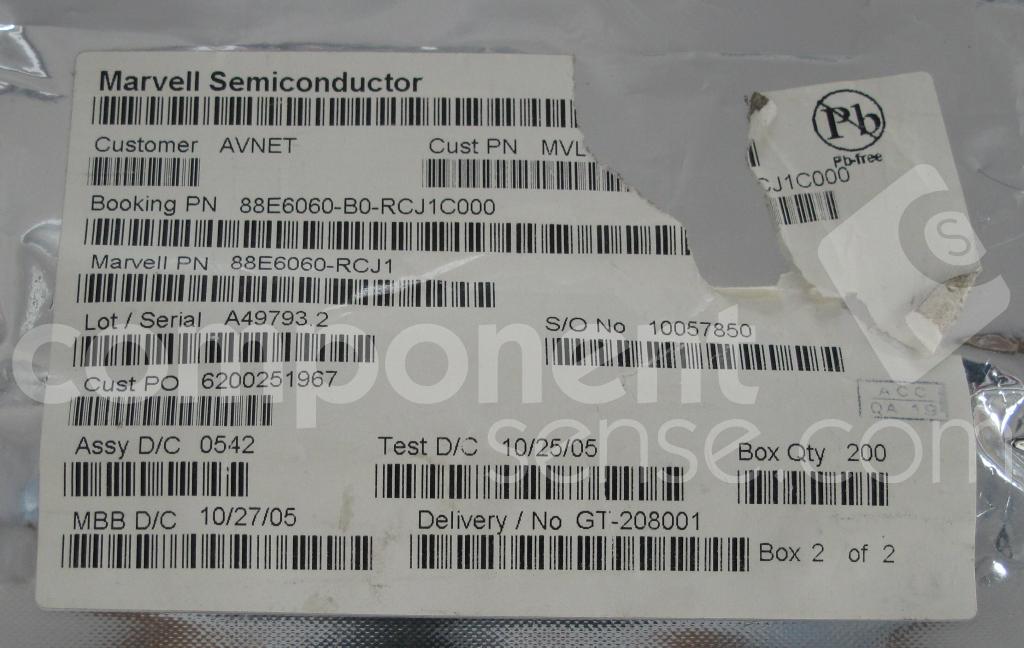 Marvell Semiconductor
Pb
Pb-free
Customer AVNET Cust PN MVL CJ1C000
Booking PN 88E6060-B0-RCJ1C000
Marvell PN 88E6060-RCJ1
Lot / Serial A49793.2 S/O No 10057850
Cust PO 6200251967
ACC
QA 19
Assy D/C 0542 Test D/C 10/25/05 Box Qty 200
MBB D/C 10/27/05 Delivery / No GT-208001
Box 2 of 2
CS
component
sense.com